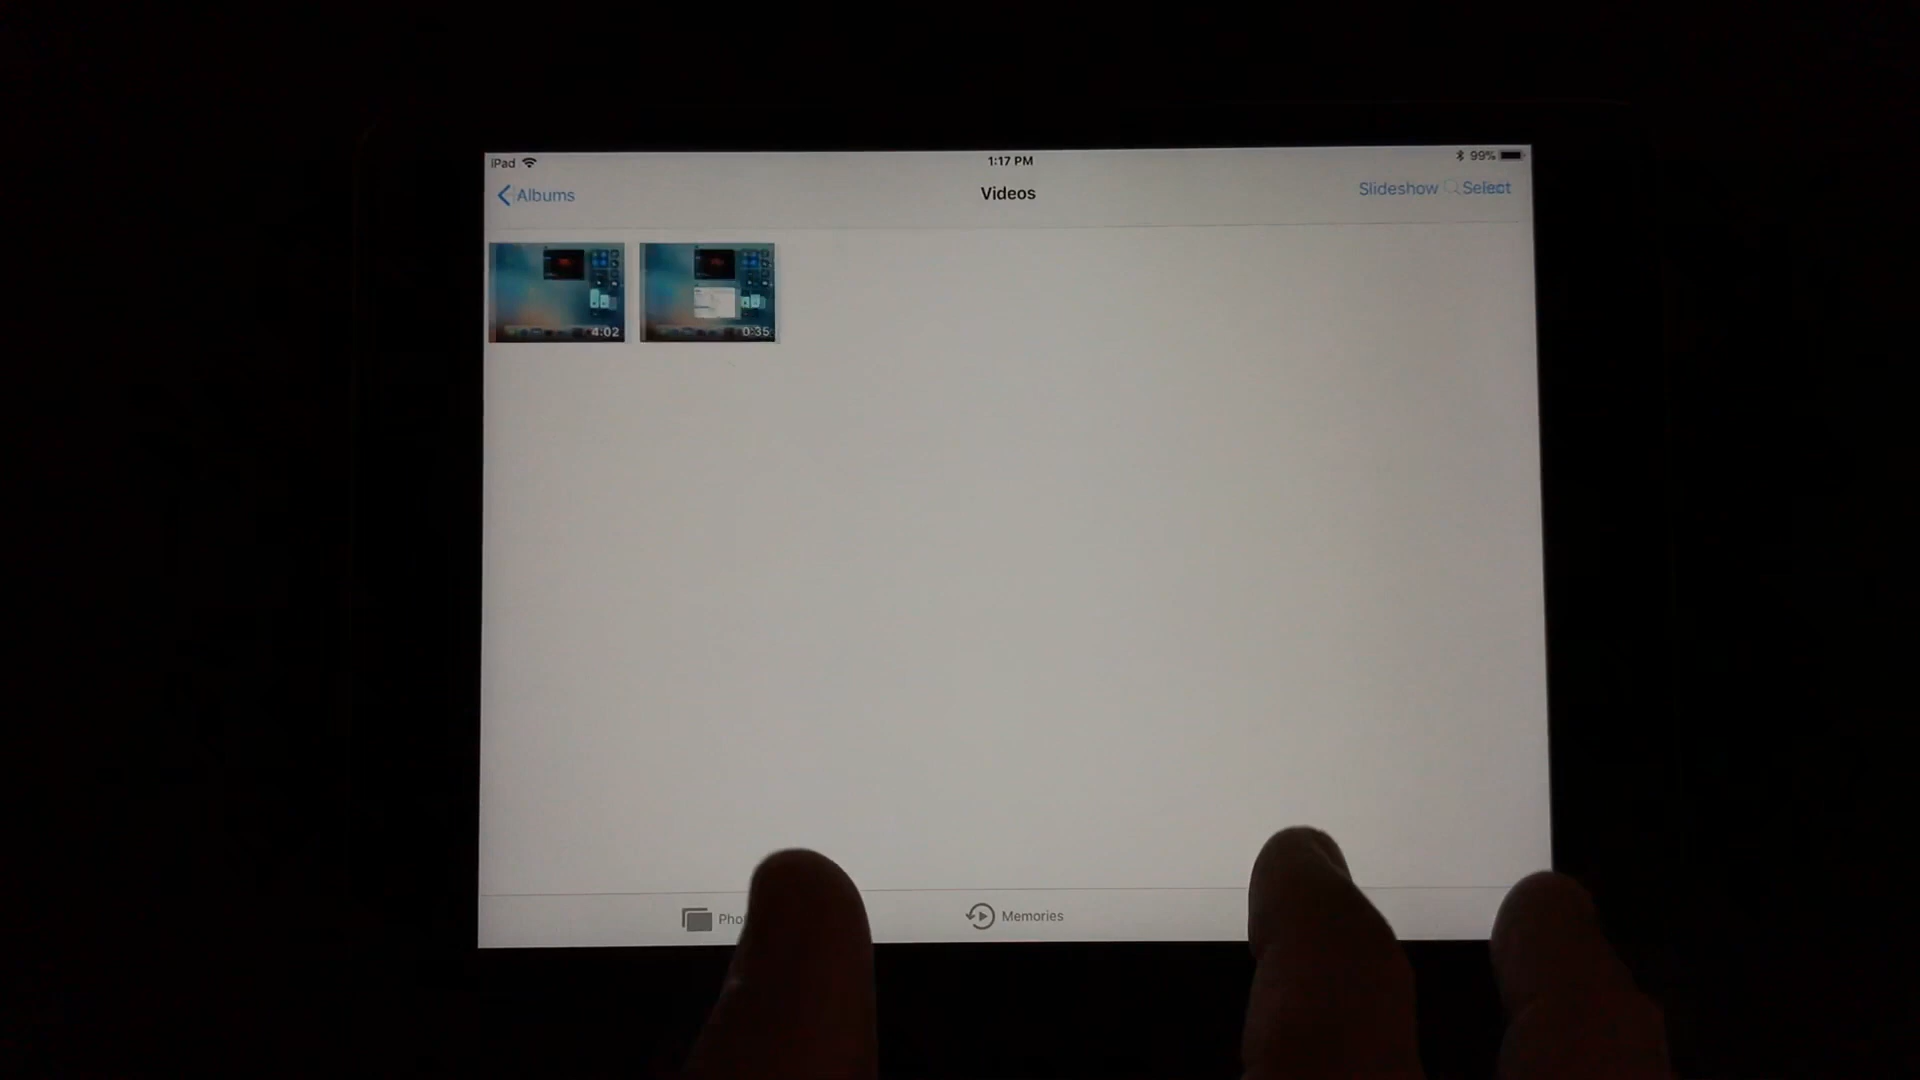 iPad
1:17 PM
99%
Albums
Videos
Slideshow
Select
4:02
0:35
Pho
Memories